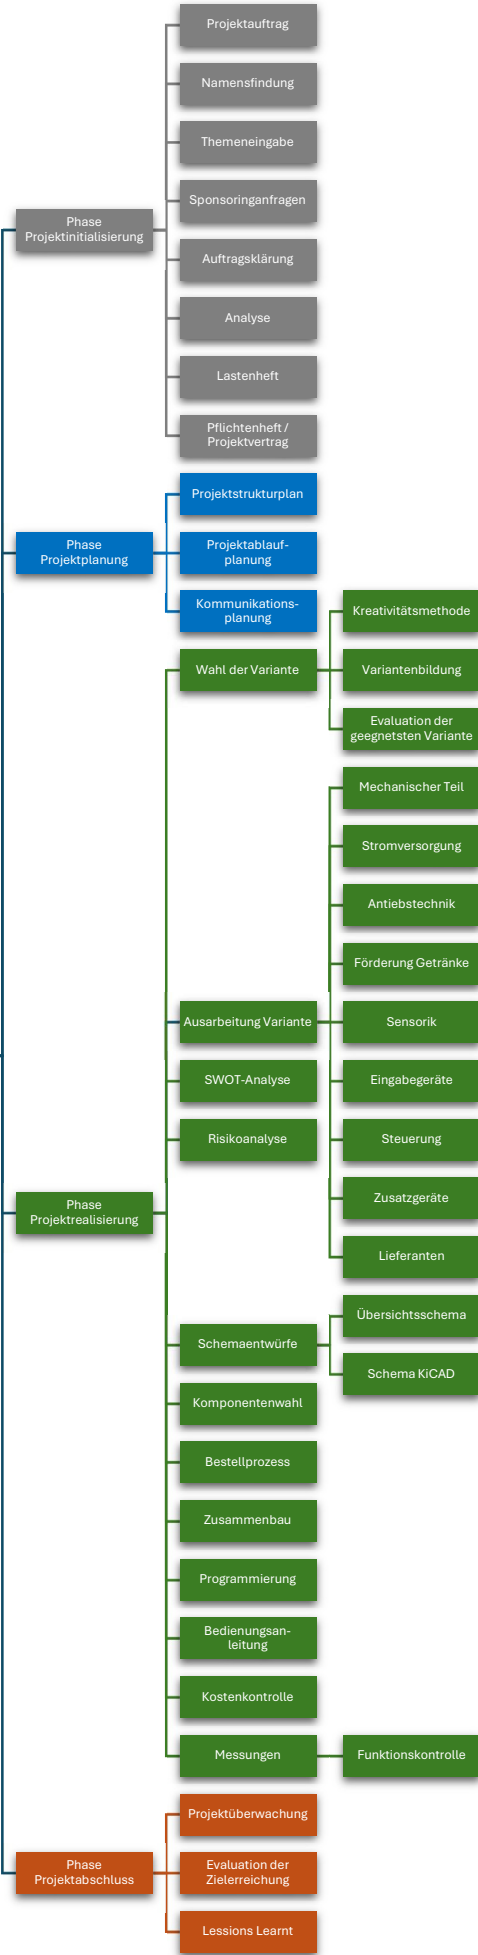 Projektauftrag
Namensfindung
Themeneingabe
Sponsoringanfragen
Phase
Projektinitialisierung
Auftragsklärung
Analyse
Lastenheft
Pflichtenheft /
Projektvertrag
Projektstrukturplan
Phase
Projektplanung
Projektablauf-
planung
Kommunikations-
planung
Kreativitätsmethode
Wahl der Variante
Variantenbildung
Evaluation der
geegnetsten Variante
Mechanischer Teil
Stromversorgung
Antiebstechnik
Förderung Getränke
Ausarbeitung Variante
Sensorik
SWOT-Analyse
Eingabegeräte
Risikoanalyse
Steuerung
Phase
Projektrealisierung
Zusatzgeräte
Lieferanten
Schemaentwürfe
Übersichtsschema
Schema KiCAD
Komponentenwahl
Bestellprozess
Zusammenbau
Programmierung
Bedienungsan-
leitung
Kostenkontrolle
Messungen
Funktionskontrolle
Projektüberwachung
Phase
Projektabschluss
Evaluation der
Zielerreichung
Lessions Learnt